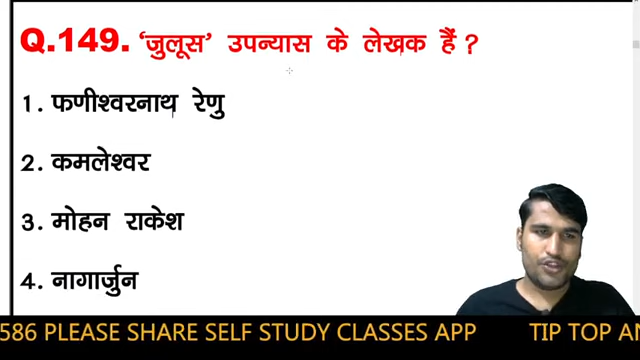 Q.149. ‘जुलूस’ उपन्यास के लेखक हैं ?
1. फणीश्वरनाथ रेणु
2. कमलेश्वर
3. मोहन राकेश
4. नागार्जुन
586 PLEASE SHARE SELF STUDY CLASSES APP TIP TOP AN